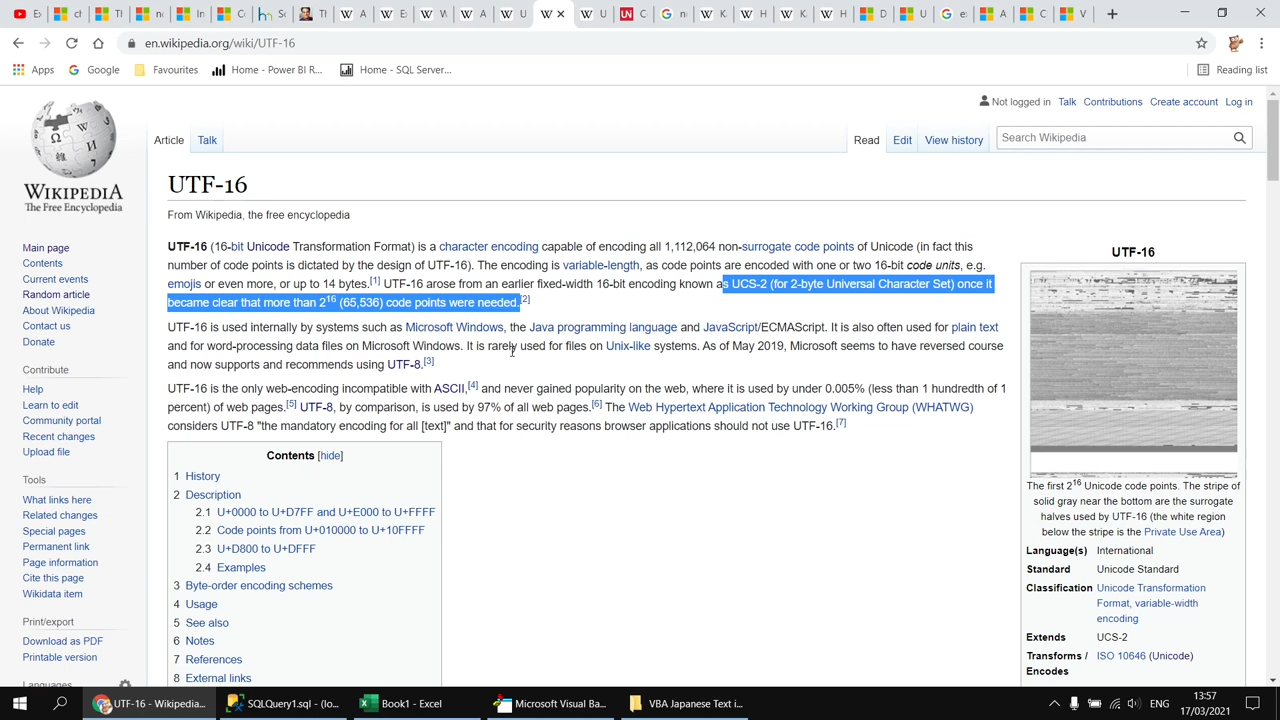 en.wikipedia.org/wiki/UTF-16
Apps
Google
Favourites
Home - Power BI R...
Home - SQL Server...
Reading list
Not logged in
Talk
Contributions
Create account
Log in
WIKIPEDIA
The Free Encyclopedia
Article
Talk
Read
Edit
View history
Search Wikipedia
UTF-16
From Wikipedia, the free encyclopedia
UTF-16 (16-bit Unicode Transformation Format) is a character encoding capable of encoding all 1,112,064 non-surrogate code points of Unicode (in fact this
number of code points is dictated by the design of UTF-16). The encoding is variable-length, as code points are encoded with one or two 16-bit code units, e.g.
emojis or even more, or up to 14 bytes.[1] UTF-16 arose from an earlier fixed-width 16-bit encoding known as UCS-2 (for 2-byte Universal Character Set) once it
became clear that more than 2^16 (65,536) code points were needed.[2]
UTF-16 is used internally by systems such as Microsoft Windows, the Java programming language and JavaScript/ECMAScript. It is also often used for plain text
and for word-processing data files on Microsoft Windows. It is rarely used for files on Unix-like systems. As of May 2019, Microsoft seems to have reversed course
and now supports and recommends using UTF-8.[3]
UTF-16 is the only web-encoding incompatible with ASCII,[4] and never gained popularity on the web, where it is used by under 0.005% (less than 1 hundredth of 1
percent) of web pages.[5] UTF-8, by comparison, is used by 97% of all web pages.[6] The Web Hypertext Application Technology Working Group (WHATWG)
considers UTF-8 "the mandatory encoding for all [text]" and that for security reasons browser applications should not use UTF-16.[7]
Main page
Contents
Current events
Random article
About Wikipedia
Contact us
Donate
Contribute
Help
Learn to edit
Community portal
Recent changes
Upload file
Tools
What links here
Related changes
Special pages
Permanent link
Page information
Cite this page
Wikidata item
Print/export
Download as PDF
Printable version
Languages
Contents [hide]
1 History
2 Description
2.1 U+0000 to U+D7FF and U+E000 to U+FFFF
2.2 Code points from U+010000 to U+10FFFF
2.3 U+D800 to U+DFFF
2.4 Examples
3 Byte-order encoding schemes
4 Usage
5 See also
6 Notes
7 References
8 External links
UTF-16
The first 2^16 Unicode code points. The stripe of
solid gray near the bottom are the surrogate
halves used by UTF-16 (the white region
below the stripe is the Private Use Area)
Language(s) International
Standard Unicode Standard
Classification Unicode Transformation
Format, variable-width
encoding
Extends UCS-2
Transforms / ISO 10646 (Unicode)
Encodes
UTF-16 - Wikipedia...
SQLQuery1.sql - (lo...
Book1 - Excel
Microsoft Visual Ba...
VBA Japanese Text i...
ENG
13:57
17/03/2021